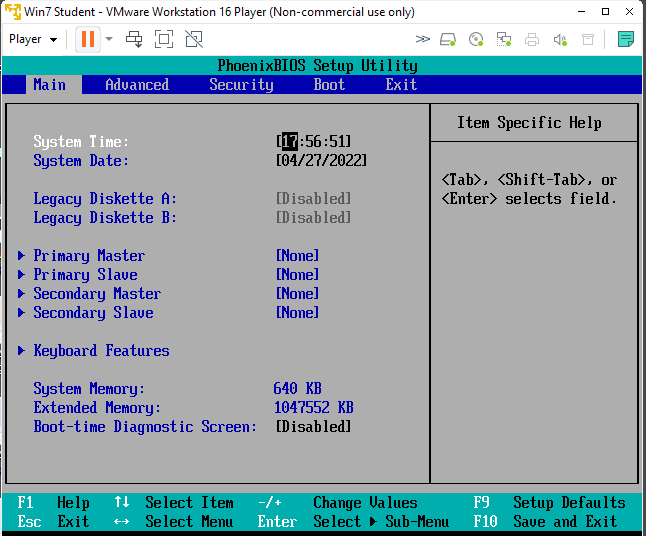 Win7 Student - VMware Workstation 16 Player (Non-commercial use only)
Player
PhoenixBIOS Setup Utility
Main Advanced Security Boot Exit
Item Specific Help
System Time: [17:56:51]
System Date: [04/27/2022]
<Tab>, <Shift-Tab>, or
<Enter> selects field.
Legacy Diskette A: [Disabled]
Legacy Diskette B: [Disabled]
Primary Master [None]
Primary Slave [None]
Secondary Master [None]
Secondary Slave [None]
Keyboard Features
System Memory: 640 KB
Extended Memory: 1047552 KB
Boot-time Diagnostic Screen: [Disabled]
F1 Help ↑↓ Select Item -/+ Change Values F9 Setup Defaults
Esc Exit ↔ Select Menu Enter Select ▶ Sub-Menu F10 Save and Exit